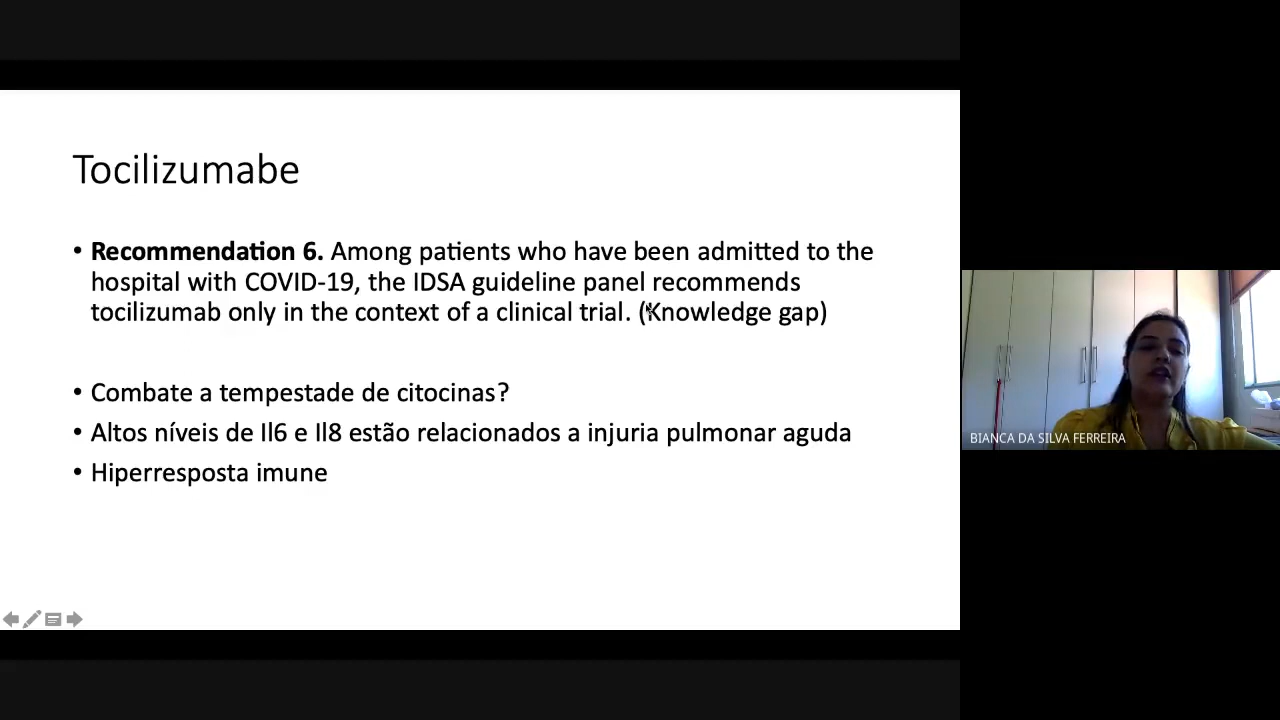 Tocilizumabe
• Recommendation 6. Among patients who have been admitted to the
hospital with COVID-19, the IDSA guideline panel recommends
tocilizumab only in the context of a clinical trial. (Knowledge gap)
• Combate a tempestade de citocinas?
• Altos níveis de Il6 e Il8 estão relacionados a injuria pulmonar aguda
• Hiperresposta imune
BIANCA DA SILVA FERREIRA